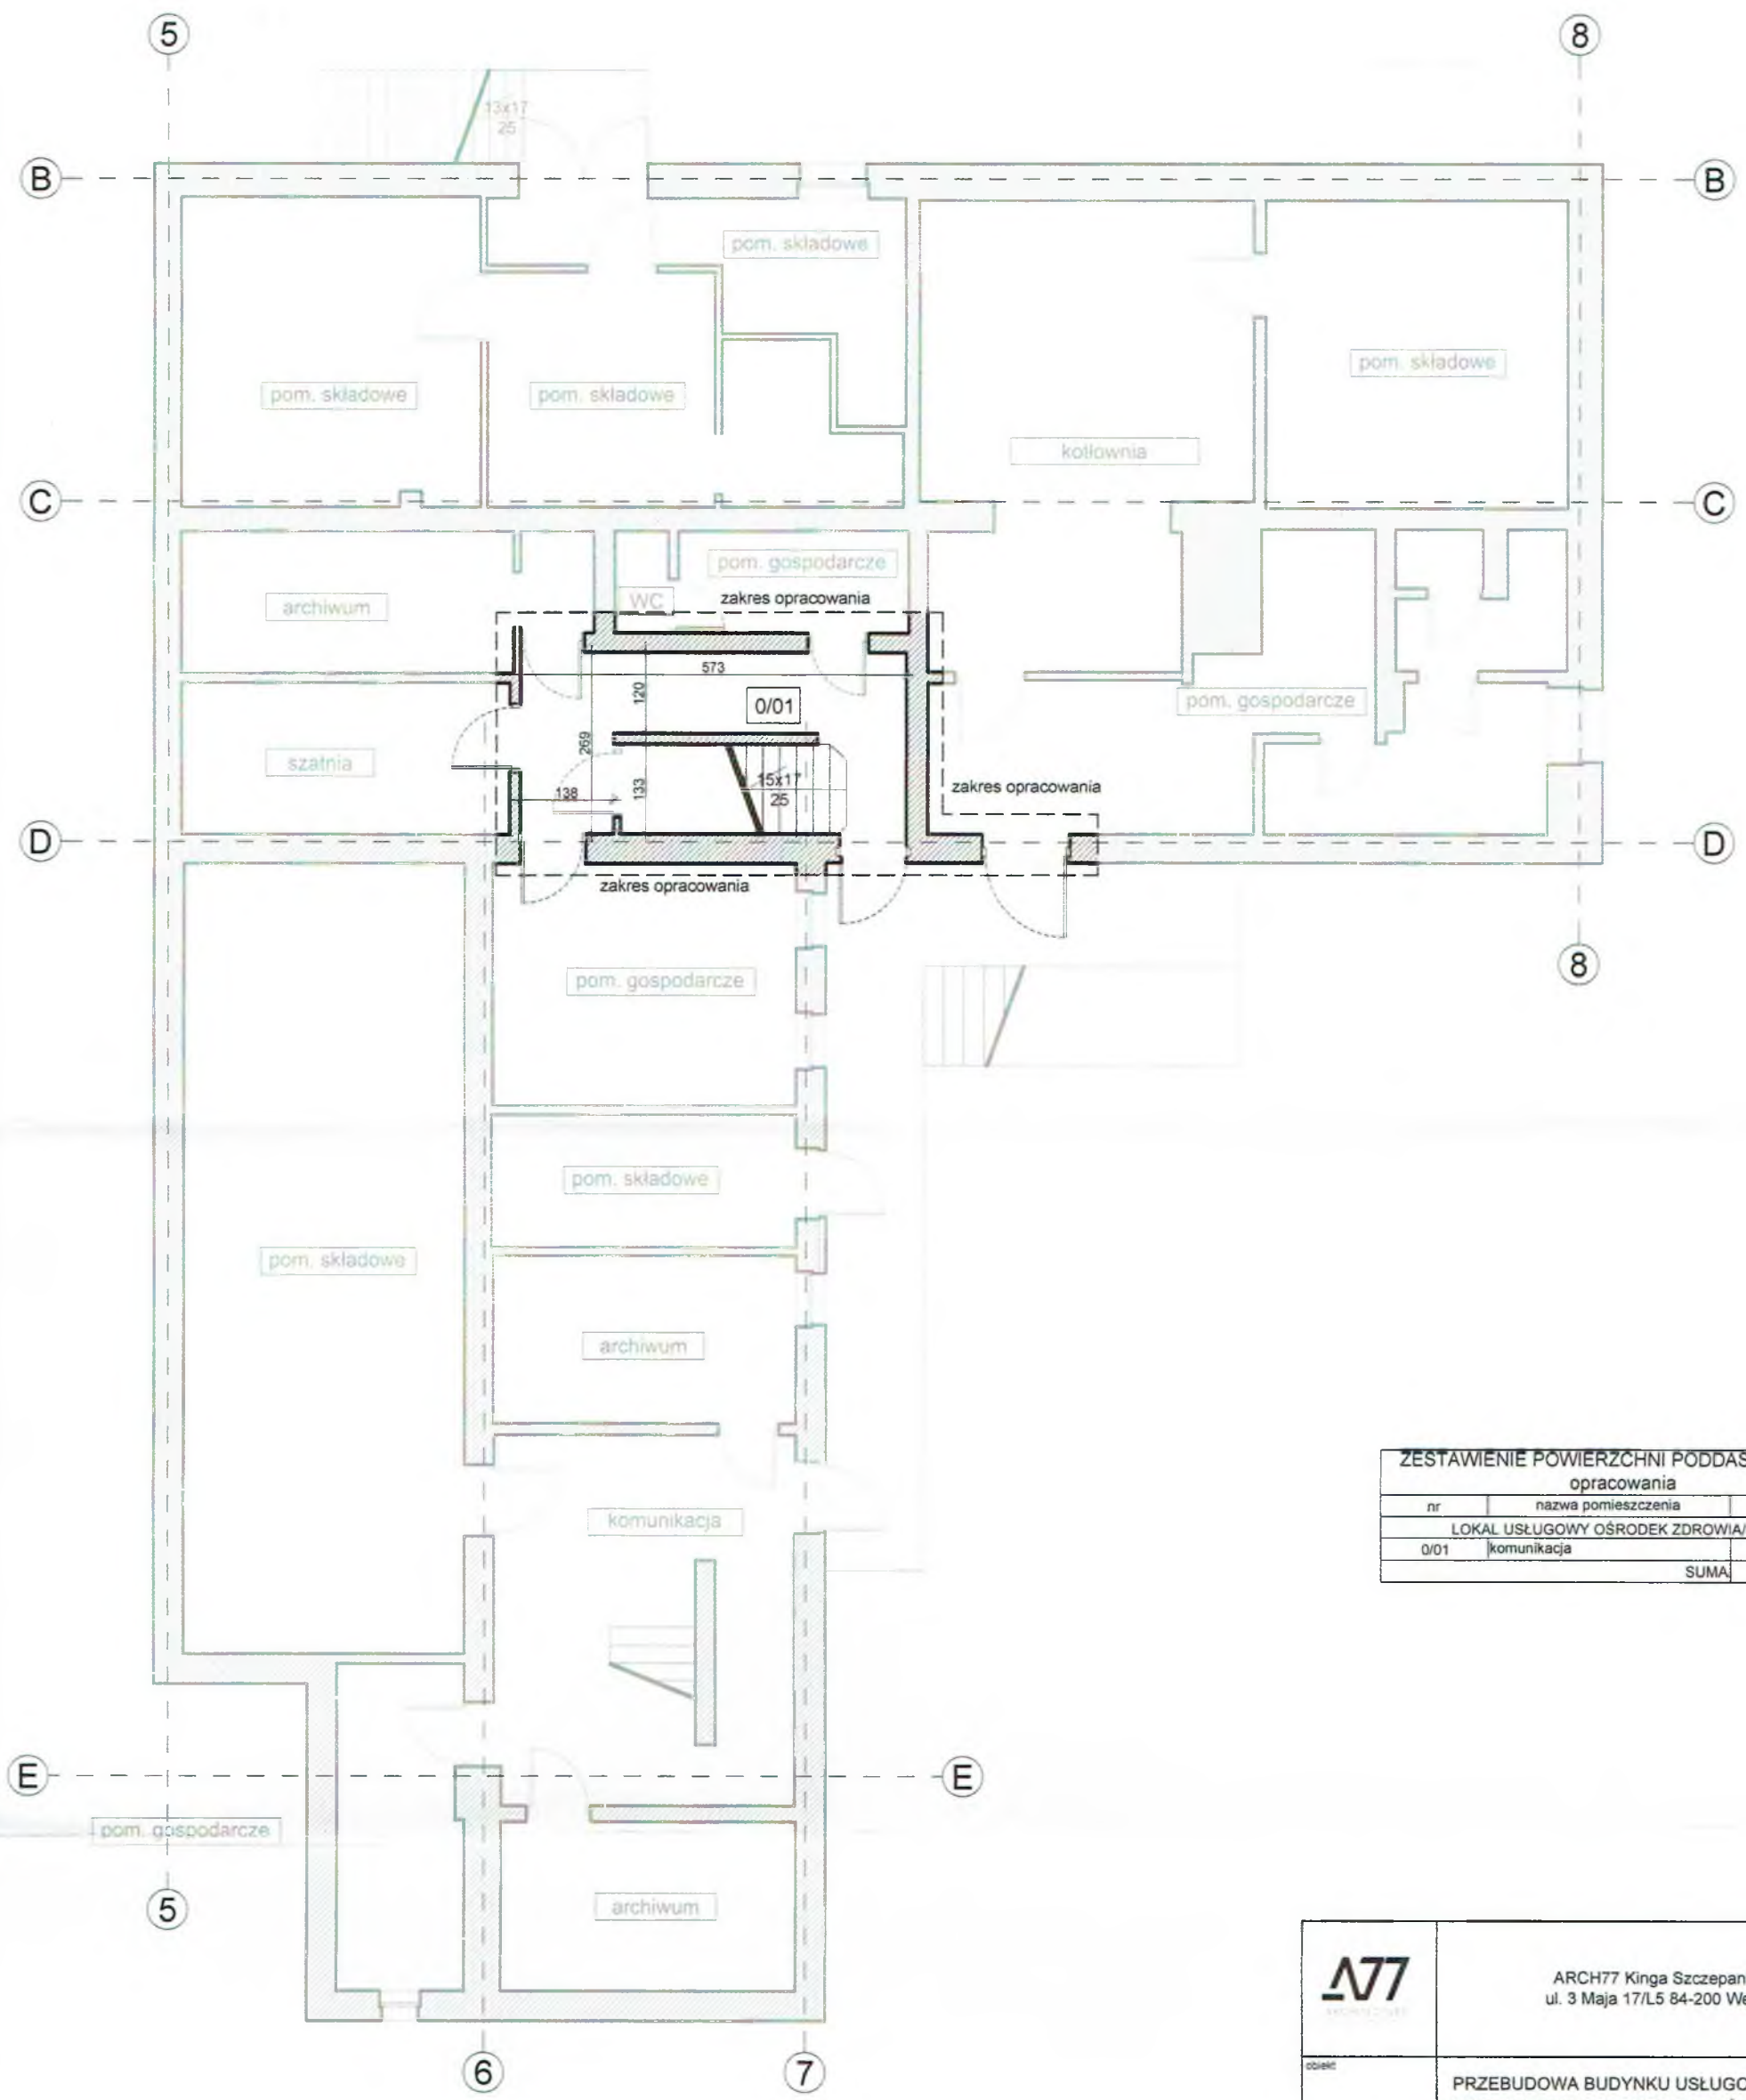 5
8
13x17
25
B
B
pom. składowe
pom. składowe
pom. składowe
pom. składowe
kotłownia
C
C
pom. gospodarcze
WC
zakres opracowania
archiwum
573
120
0/01
pom. gospodarcze
269
szatnia
138
133
15x17
25
zakres opracowania
D
D
zakres opracowania
8
pom. gospodarcze
pom. składowe
pom. składowe
archiwum
komunikacja
ZESTAWIENIE POWIERZCHNI PODDAS
opracowania
nr nazwa pomieszczenia
LOKAL USŁUGOWY OŚRODEK ZDROWIA/
0/01 komunikacja
SUMA
E
E
pom. gospodarcze
5
archiwum
6
7
A77
ARCH77 Kinga Szczepan
ul. 3 Maja 17/L5 84-200 We
obiekt
PRZEBUDOWA BUDYNKU USŁUGO